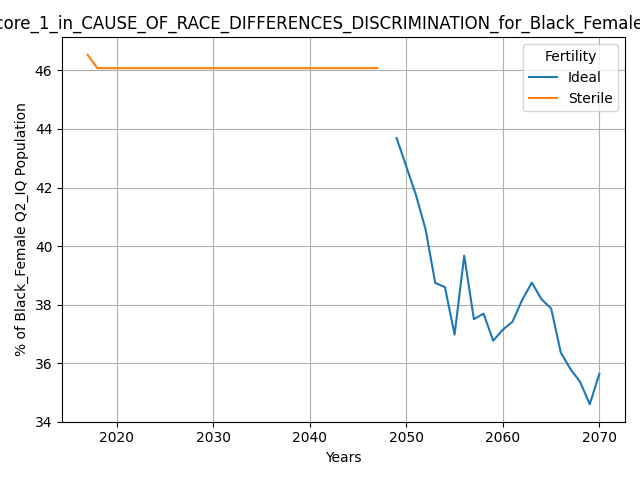 core_1_in_CAUSE_OF_RACE_DIFFERENCES_DISCRIMINATION_for_Black_Female
Fertility
Ideal
Sterile
% of Black_Female Q2_IQ Population
46
44
42
40
38
36
34
2020 2030 2040 2050 2060 2070
Years